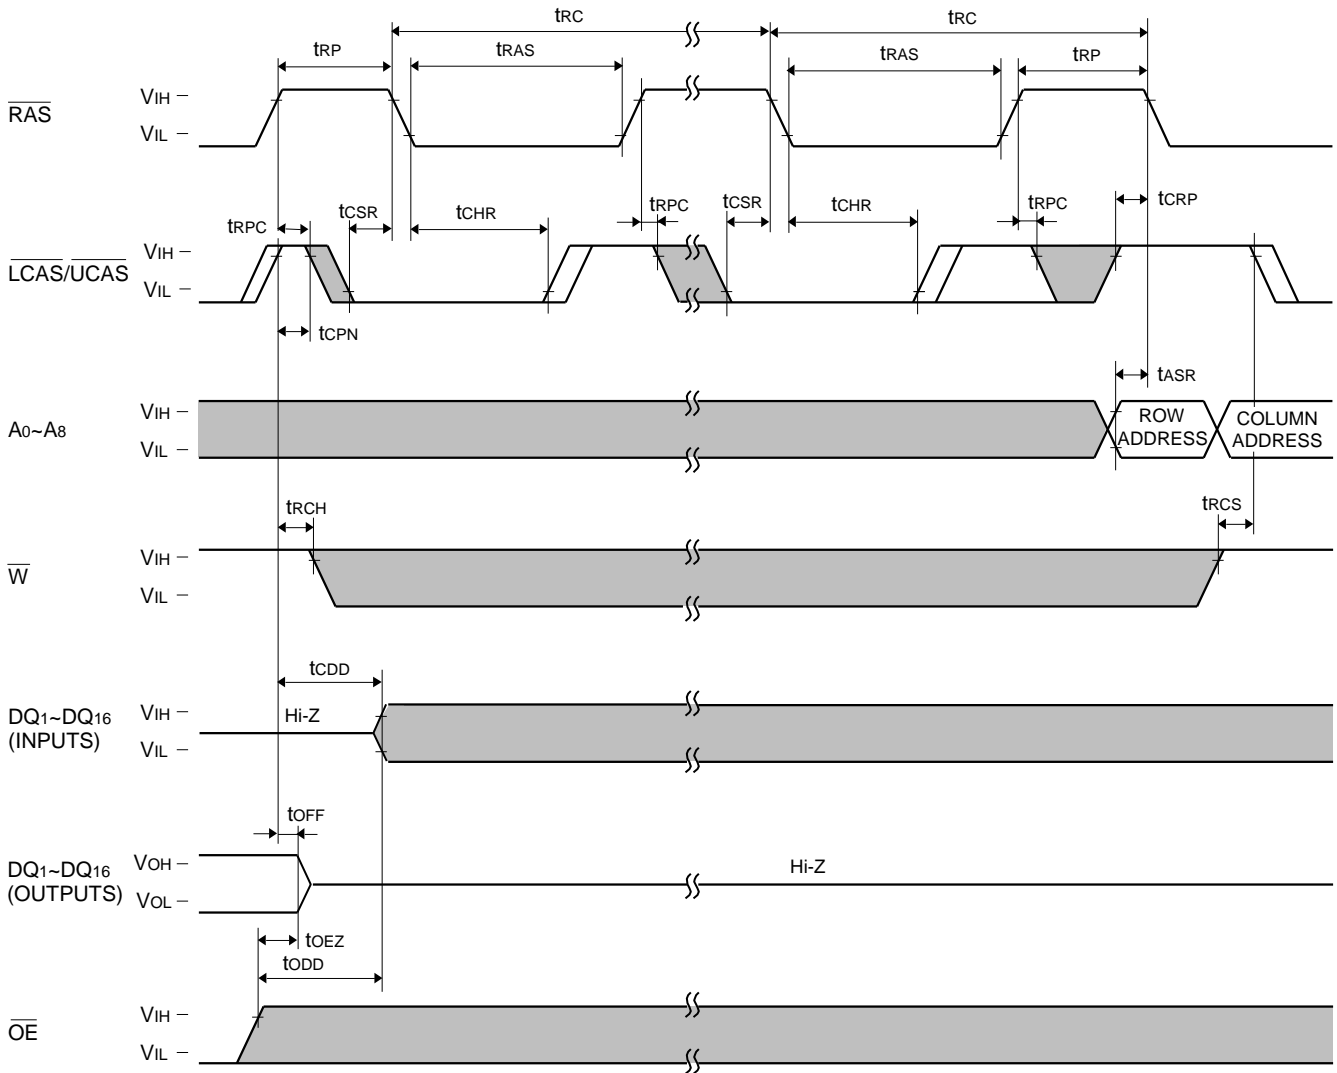 tRC tRC
tRP tRAS tRAS tRP
RAS
VIH
VIL
tRPC tCSR tCHR tRPC tCSR tCHR tRPC tCRP
LCAS/UCAS
VIH
VIL
tCPN
tASR
A0~A8
VIH
VIL
ROW
ADDRESS
COLUMN
ADDRESS
tRCH tRCS
W
VIH
VIL
tCDD
DQ1~DQ16
(INPUTS)
VIH
VIL
Hi-Z
tOFF
DQ1~DQ16
(OUTPUTS)
VOH
VOL
Hi-Z
tOEZ
tODD
OE
VIH
VIL